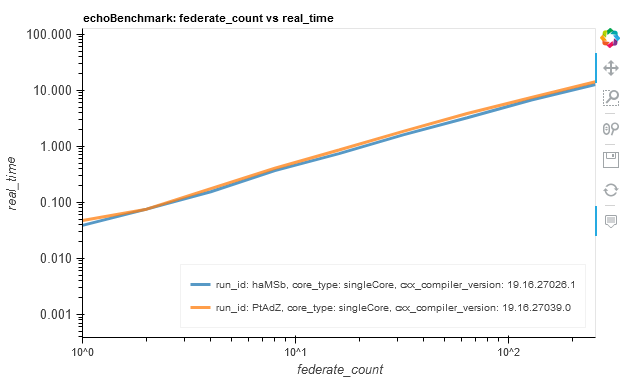 echoBenchmark: federate_count vs real_time
100.000
10.000
1.000
0.100
0.010
0.001
real_time
run_id: haMSb, core_type: singleCore, cxx_compiler_version: 19.16.27026.1
run_id: PtAdZ, core_type: singleCore, cxx_compiler_version: 19.16.27039.0
10^0
10^1
10^2
federate_count